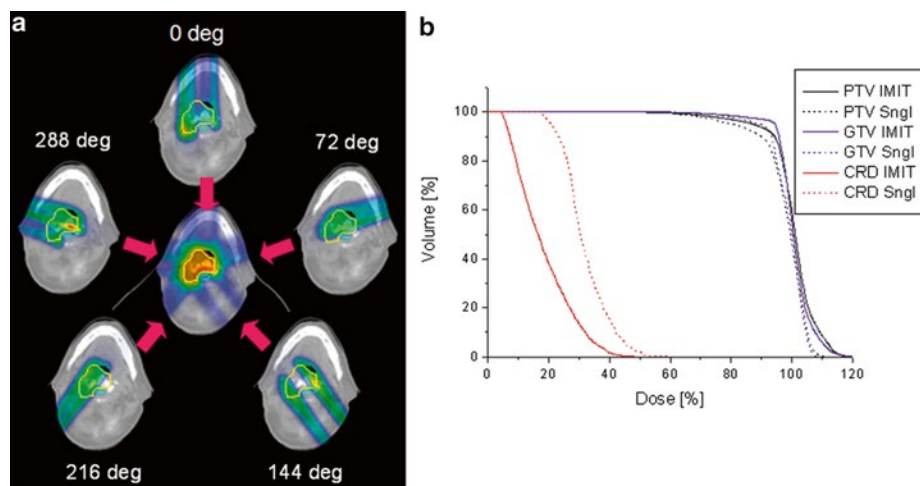 a
0 deg
288 deg
72 deg
216 deg
144 deg
b
PTV IMIT
PTV Sngl
GTV IMIT
GTV Sngl
CRD IMIT
CRD Sngl
Volume [%]
100
80
60
40
20
0
0 20 40 60 80 100 120
Dose [%]